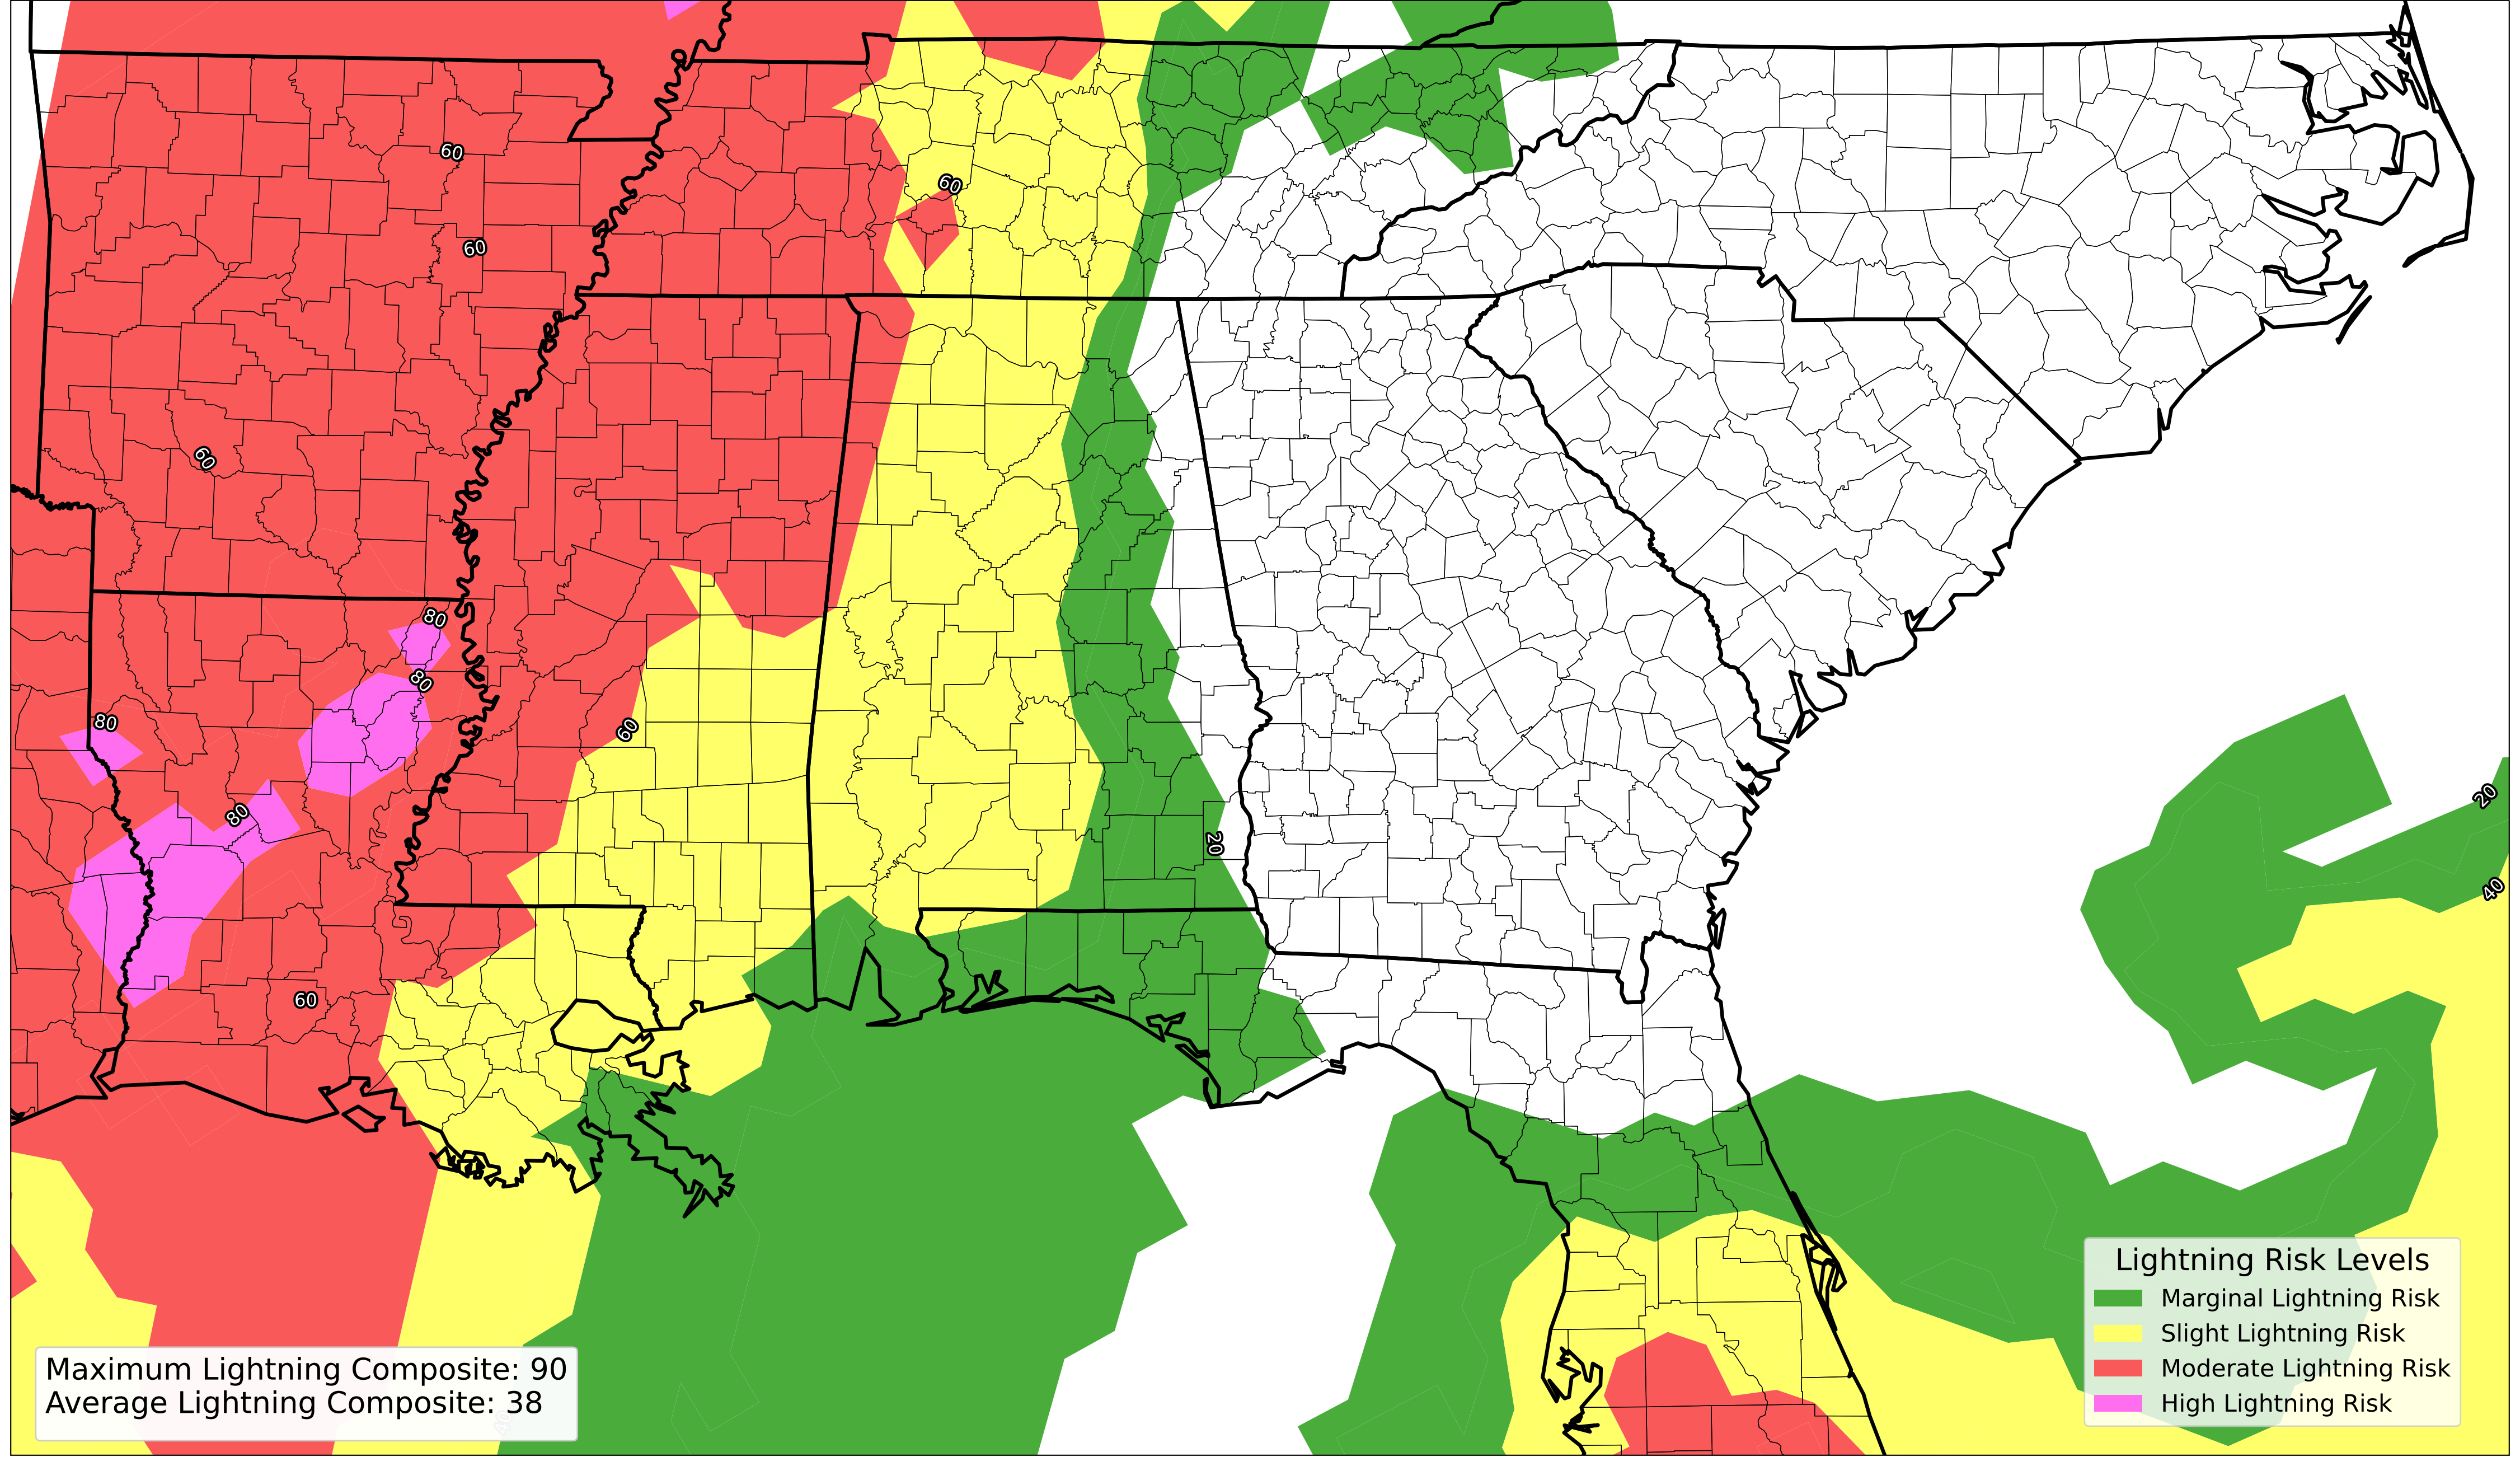 60
60
60
60
80
80
80
60
80
20
20
40
60
Lightning Risk Levels
Marginal Lightning Risk
Slight Lightning Risk
Moderate Lightning Risk
High Lightning Risk
Maximum Lightning Composite: 90
Average Lightning Composite: 38